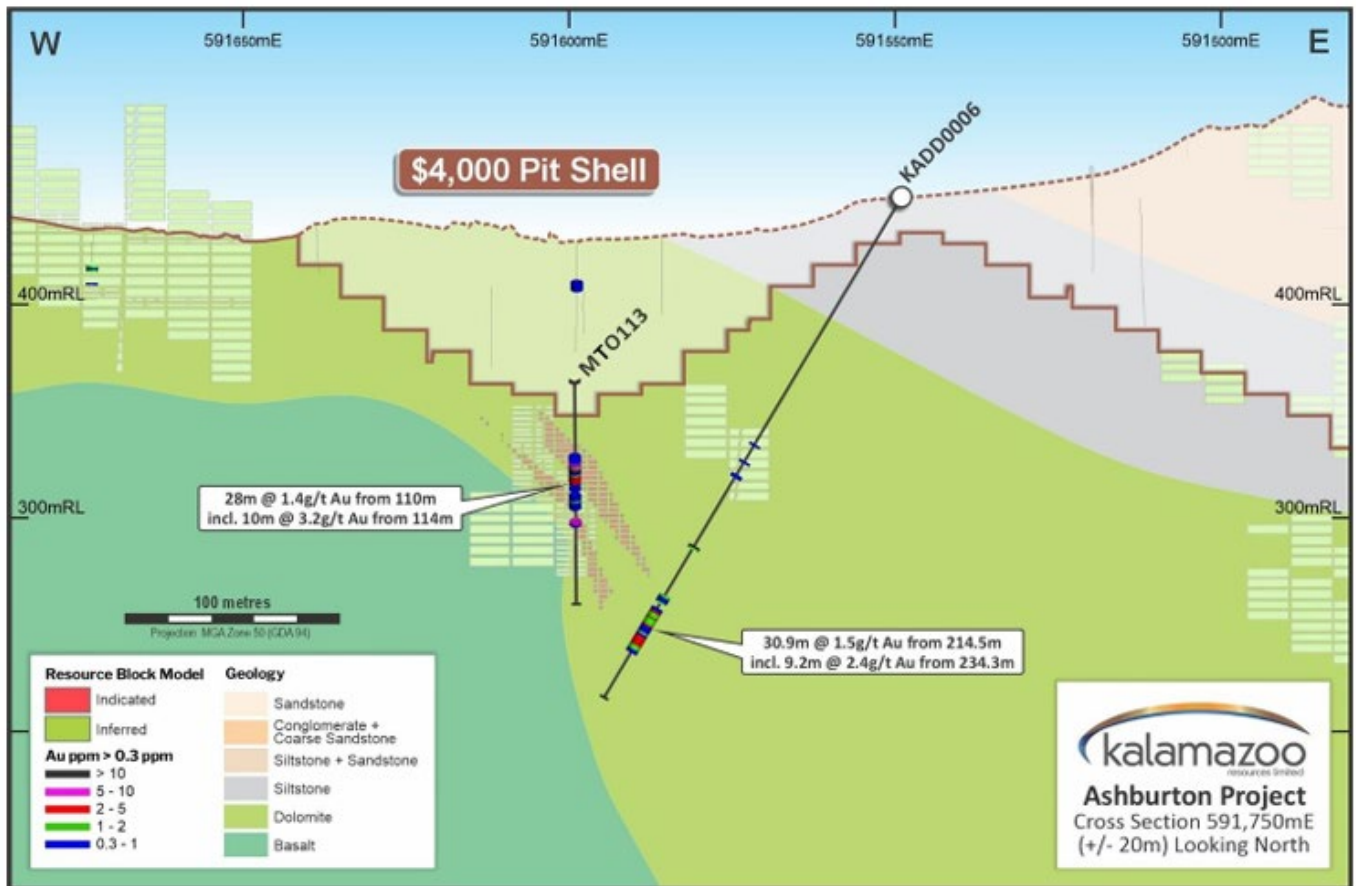 W
591650mE
591600mE
591550mE
591500mE
E
$4,000 Pit Shell
KADD0006
400mRL
400mRL
MTO113
28m @ 1.4g/t Au from 110m
incl. 10m @ 3.2g/t Au from 114m
300mRL
300mRL
100 metres
Projection: MGA Zone 50 (GDA 94)
30.9m @ 1.5g/t Au from 214.5m
incl. 9.2m @ 2.4g/t Au from 234.3m
Resource Block Model
Indicated
Inferred
Au ppm > 0.3 ppm
> 10
5 - 10
2 - 5
1 - 2
0.3 - 1
Geology
Sandstone
Conglomerate +
Coarse Sandstone
Siltstone + Sandstone
Siltstone
Dolomite
Basalt
kalamazoo
resources limited
Ashburton Project
Cross Section 591,750mE
(+/- 20m) Looking North